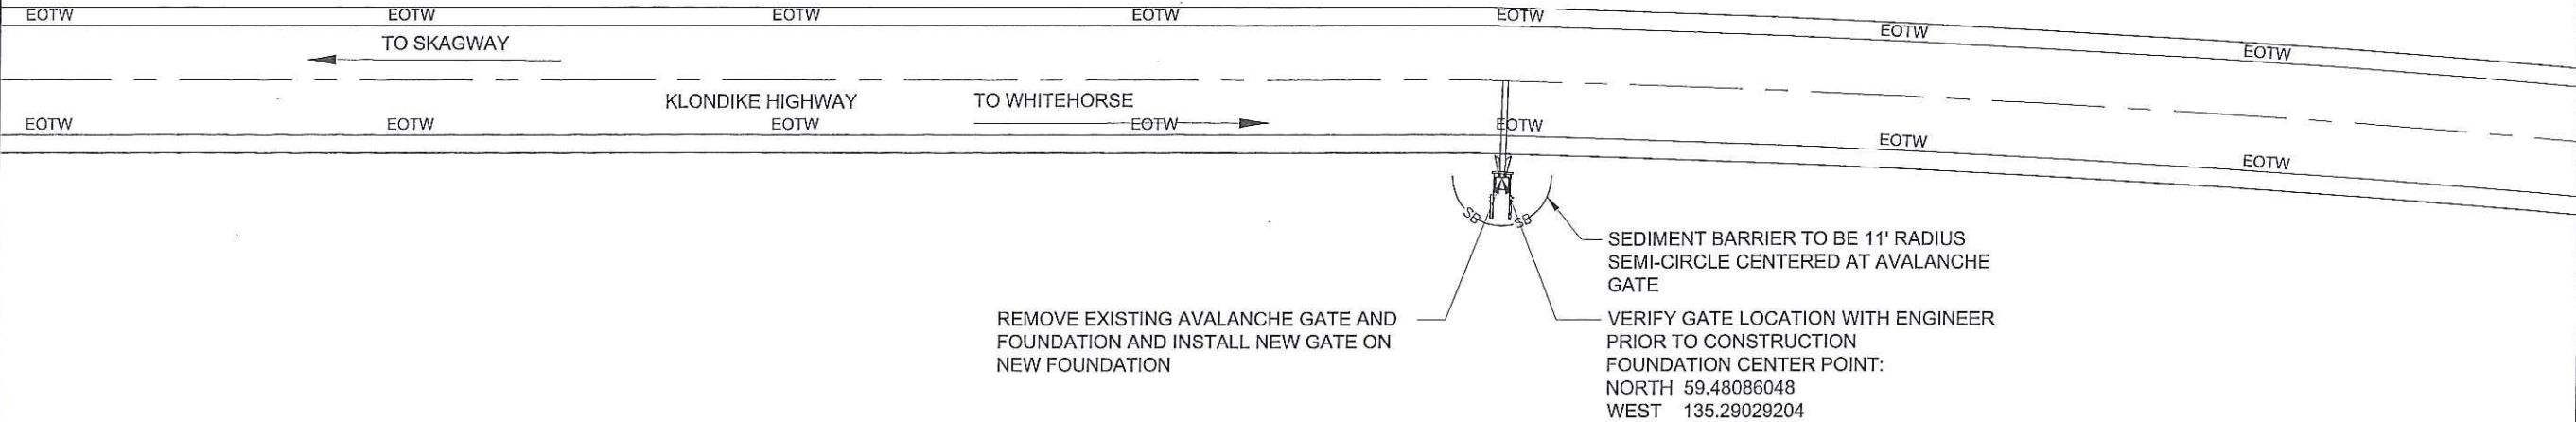 EOTW EOTW EOTW EOTW EOTW EOTW EOTW
TO SKAGWAY
KLONDIKE HIGHWAY TO WHITEHORSE
EOTW EOTW EOTW EOTW EOTW EOTW EOTW
SB SB
SEDIMENT BARRIER TO BE 11' RADIUS
SEMI-CIRCLE CENTERED AT AVALANCHE
GATE
REMOVE EXISTING AVALANCHE GATE AND
FOUNDATION AND INSTALL NEW GATE ON
NEW FOUNDATION
VERIFY GATE LOCATION WITH ENGINEER
PRIOR TO CONSTRUCTION
FOUNDATION CENTER POINT:
NORTH 59.48086048
WEST 135.29029204